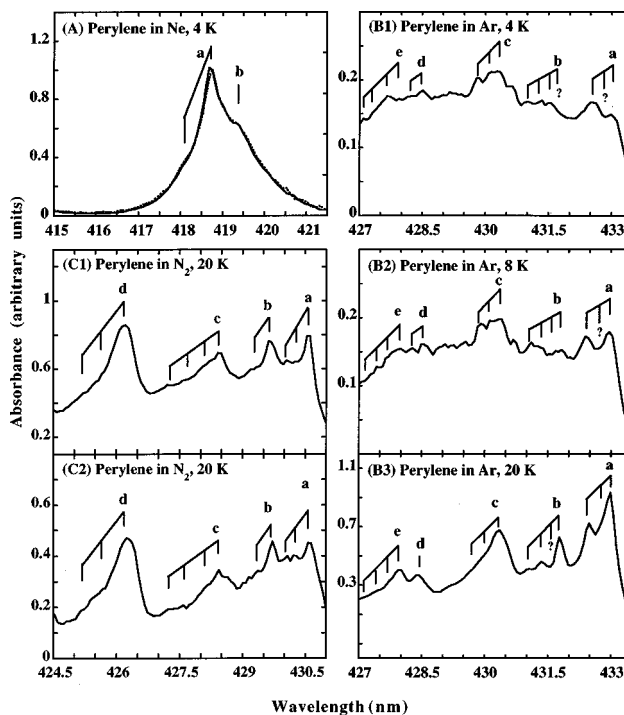 (A) Perylene in Ne, 4 K
a
b
1.2
1.0
0.8
0.4
0
415 416 417 418 419 420 421
(B1) Perylene in Ar, 4 K
e d c b a
? ?
0.2
0.1
427 428.5 430 431.5 433
(C1) Perylene in N2, 20 K
d c b a
1
0.6
0.2
(B2) Perylene in Ar, 8 K
e d c b a
?
0.2
0.1
(C2) Perylene in N2, 20 K
d c b a
0.6
0.4
0.2
0
424.5 426 427.5 429 430.5
(B3) Perylene in Ar, 20 K
e d c b a
?
1.1
0.7
0.3
427 428.5 430 431.5 433
Absorbance (arbitrary units)
Wavelength (nm)